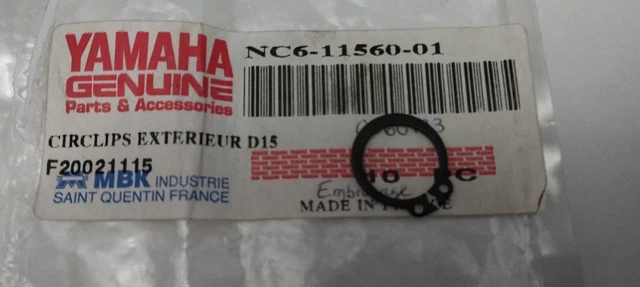 YAMAHA
GENUINE
Parts & Accessories
NC6-11560-01
CIRCLIPS EXTERIEUR D15
F20021115
MBK INDUSTRIE
SAINT QUENTIN FRANCE
10
Embrayage
MADE IN